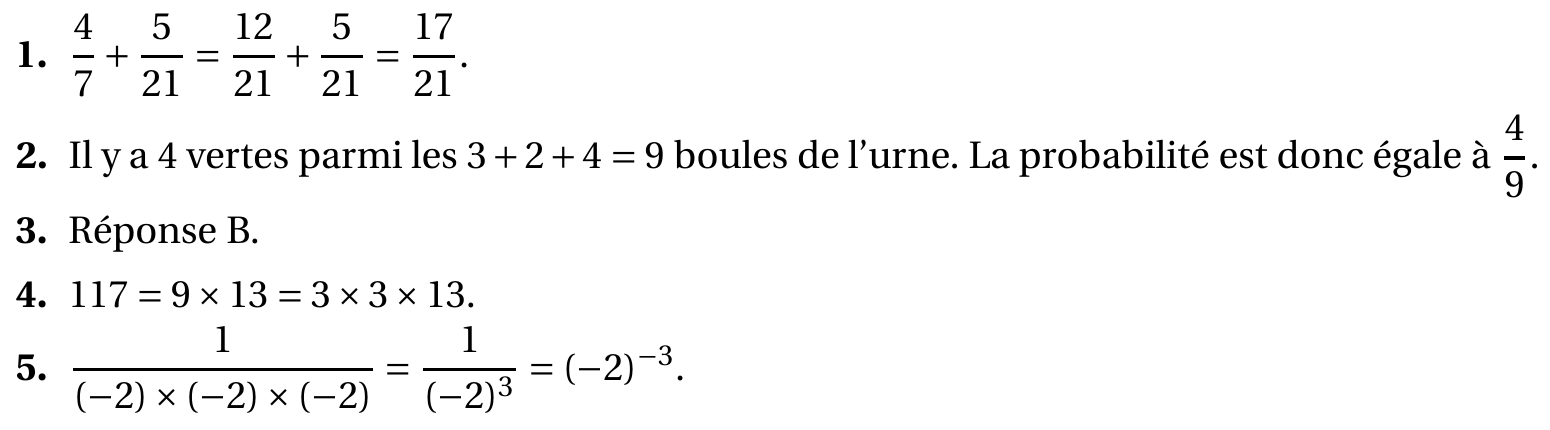 1. $\frac{4}{7} + \frac{5}{21} = \frac{12}{21} + \frac{5}{21} = \frac{17}{21}$.
2. Il y a 4 vertes parmi les 3 + 2 + 4 = 9 boules de l’urne. La probabilité est donc égale à $\frac{4}{9}$.
3. Réponse B.
4. 117 = 9 × 13 = 3 × 3 × 13.
5. $\frac{1}{(-2) \times (-2) \times (-2)} = \frac{1}{(-2)^3} = (-2)^{-3}$.